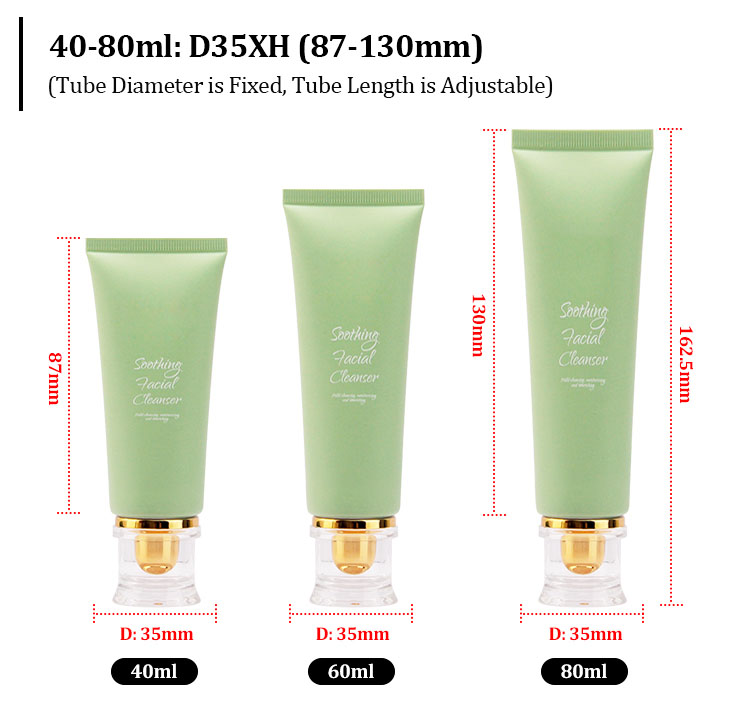 40-80ml: D35XH (87-130mm)
(Tube Diameter is Fixed, Tube Length is Adjustable)
87mm
130mm
162.5mm
Soothing
Facial
Cleanser
Soothing
Facial
Cleanser
Soothing
Facial
Cleanser
D: 35mm
D: 35mm
D: 35mm
40ml
60ml
80ml